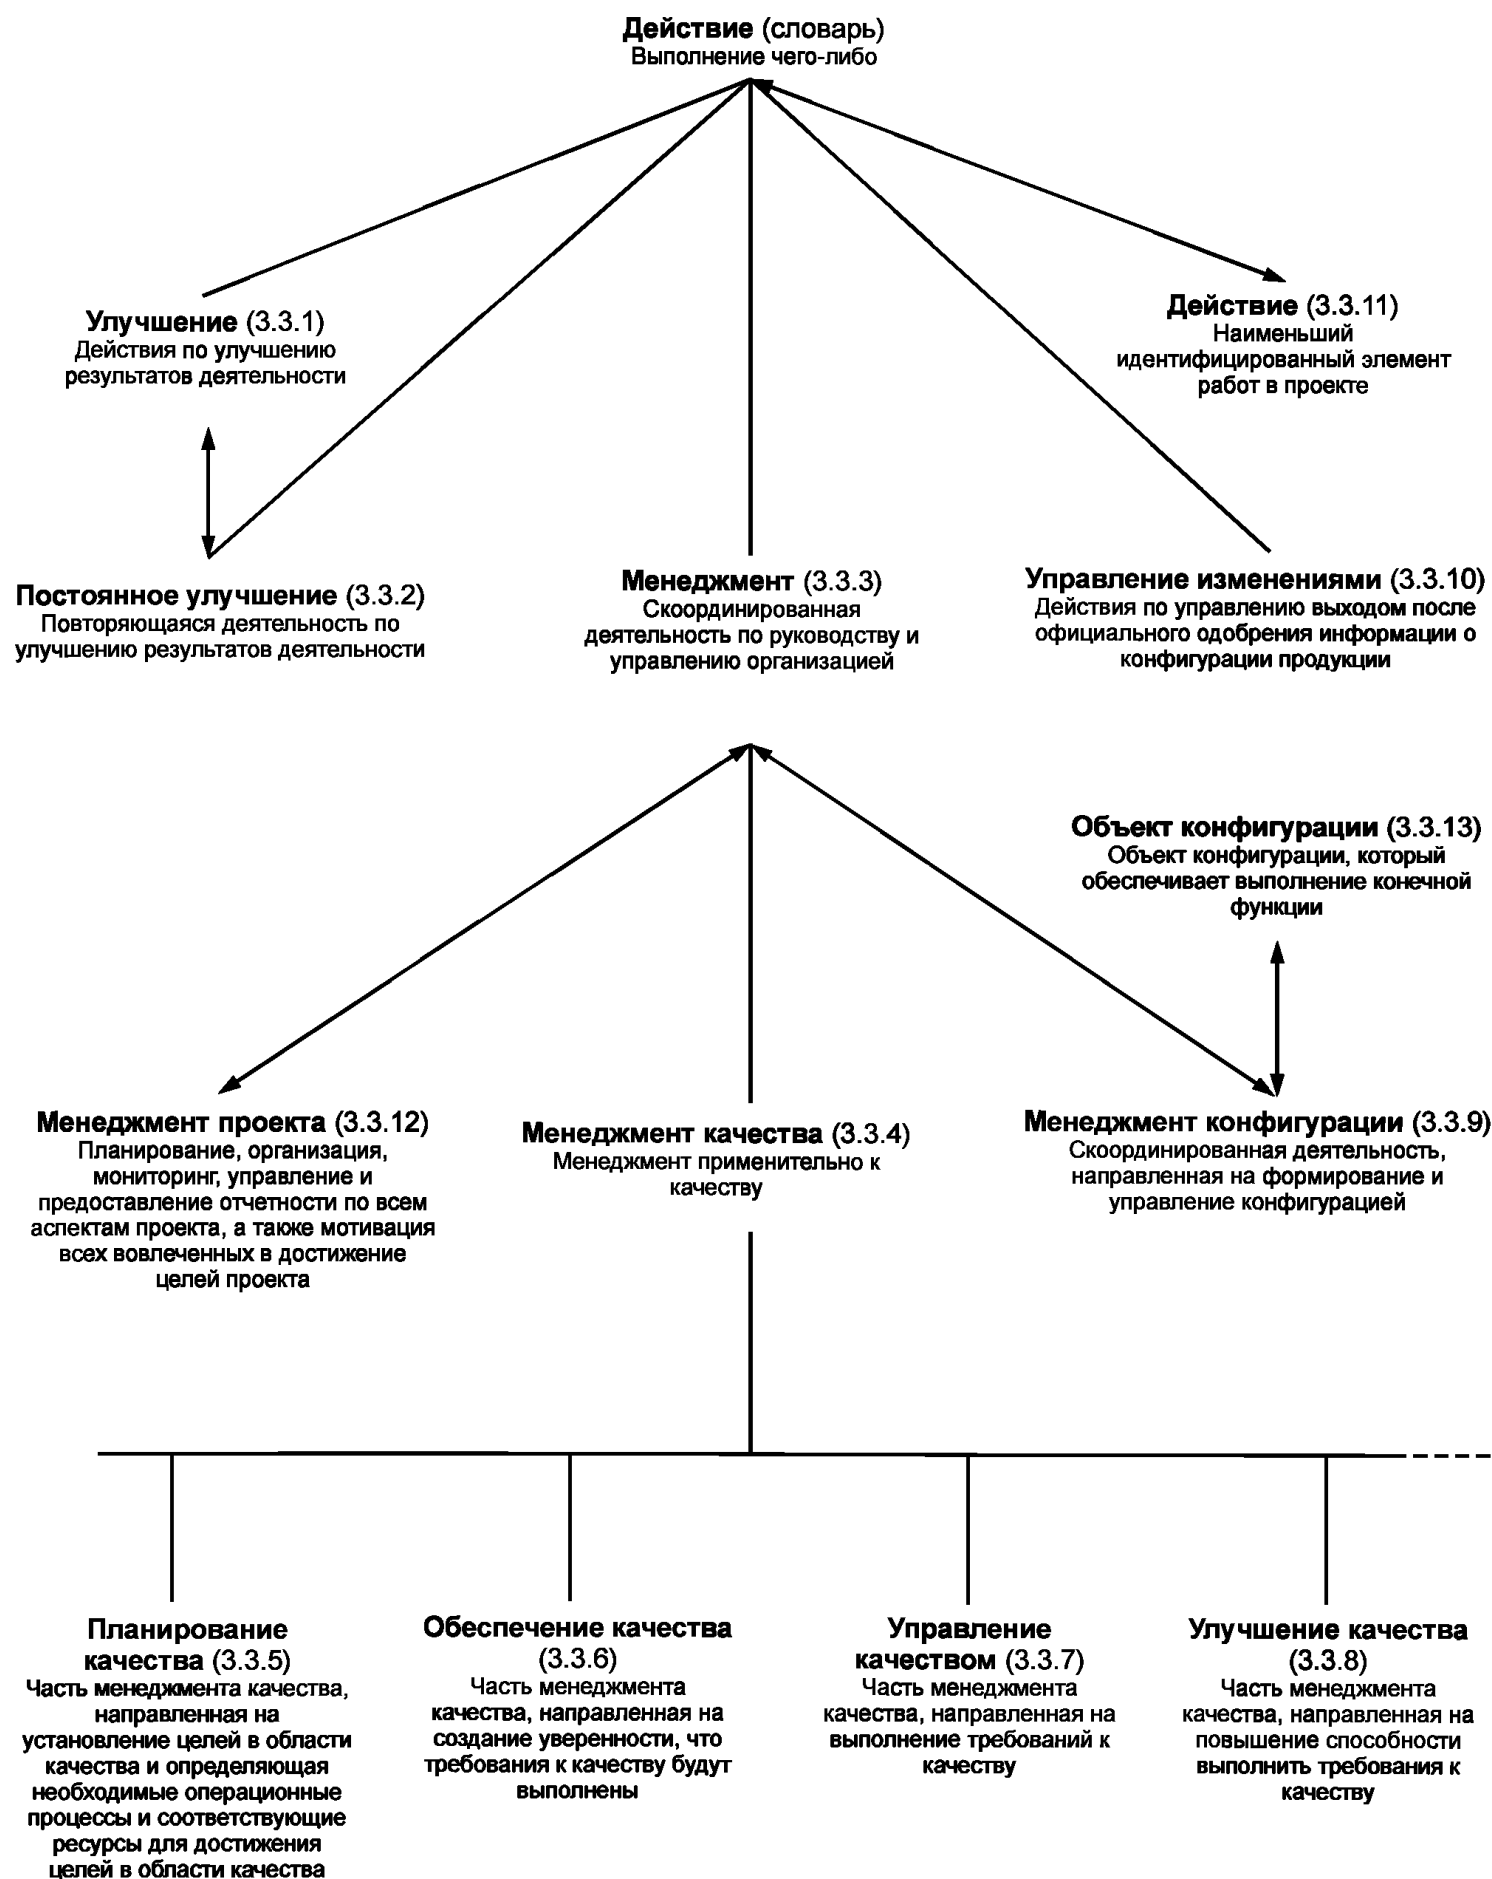 Действие (словарь)
Выполнение чего-либо
Улучшение (3.3.1)
Действия по улучшению
результатов деятельности
Действие (3.3.11)
Наименьший
идентифицированный элемент
работ в проекте
Постоянное улучшение (3.3.2)
Повторяющаяся деятельность по
улучшению результатов деятельности
Менеджмент (3.3.3)
Скоординированная
деятельность по руководству и
управлению организацией
Управление изменениями (3.3.10)
Действия по управлению выходом после
официального одобрения информации о
конфигурации продукции
Объект конфигурации (3.3.13)
Объект конфигурации, который
обеспечивает выполнение конечной
функции
Менеджмент проекта (3.3.12)
Планирование, организация,
мониторинг, управление и
предоставление отчетности по всем
аспектам проекта, а также мотивация
всех вовлеченных в достижение
целей проекта
Менеджмент качества (3.3.4)
Менеджмент применительно к
качеству
Менеджмент конфигурации (3.3.9)
Скоординированная деятельность,
направленная на формирование и
управление конфигурацией
Планирование
качества (3.3.5)
Часть менеджмента качества,
направленная на
установление целей в области
качества и определяющая
необходимые операционные
процессы и соответствующие
ресурсы для достижения
целей в области качества
Обеспечение качества
(3.3.6)
Часть менеджмента
качества, направленная на
создание уверенности, что
требования к качеству будут
выполнены
Управление
качеством (3.3.7)
Часть менеджмента
качества, направленная на
выполнение требований к
качеству
Улучшение качества
(3.3.8)
Часть менеджмента
качества, направленная на
повышение способности
выполнить требования к
качеству